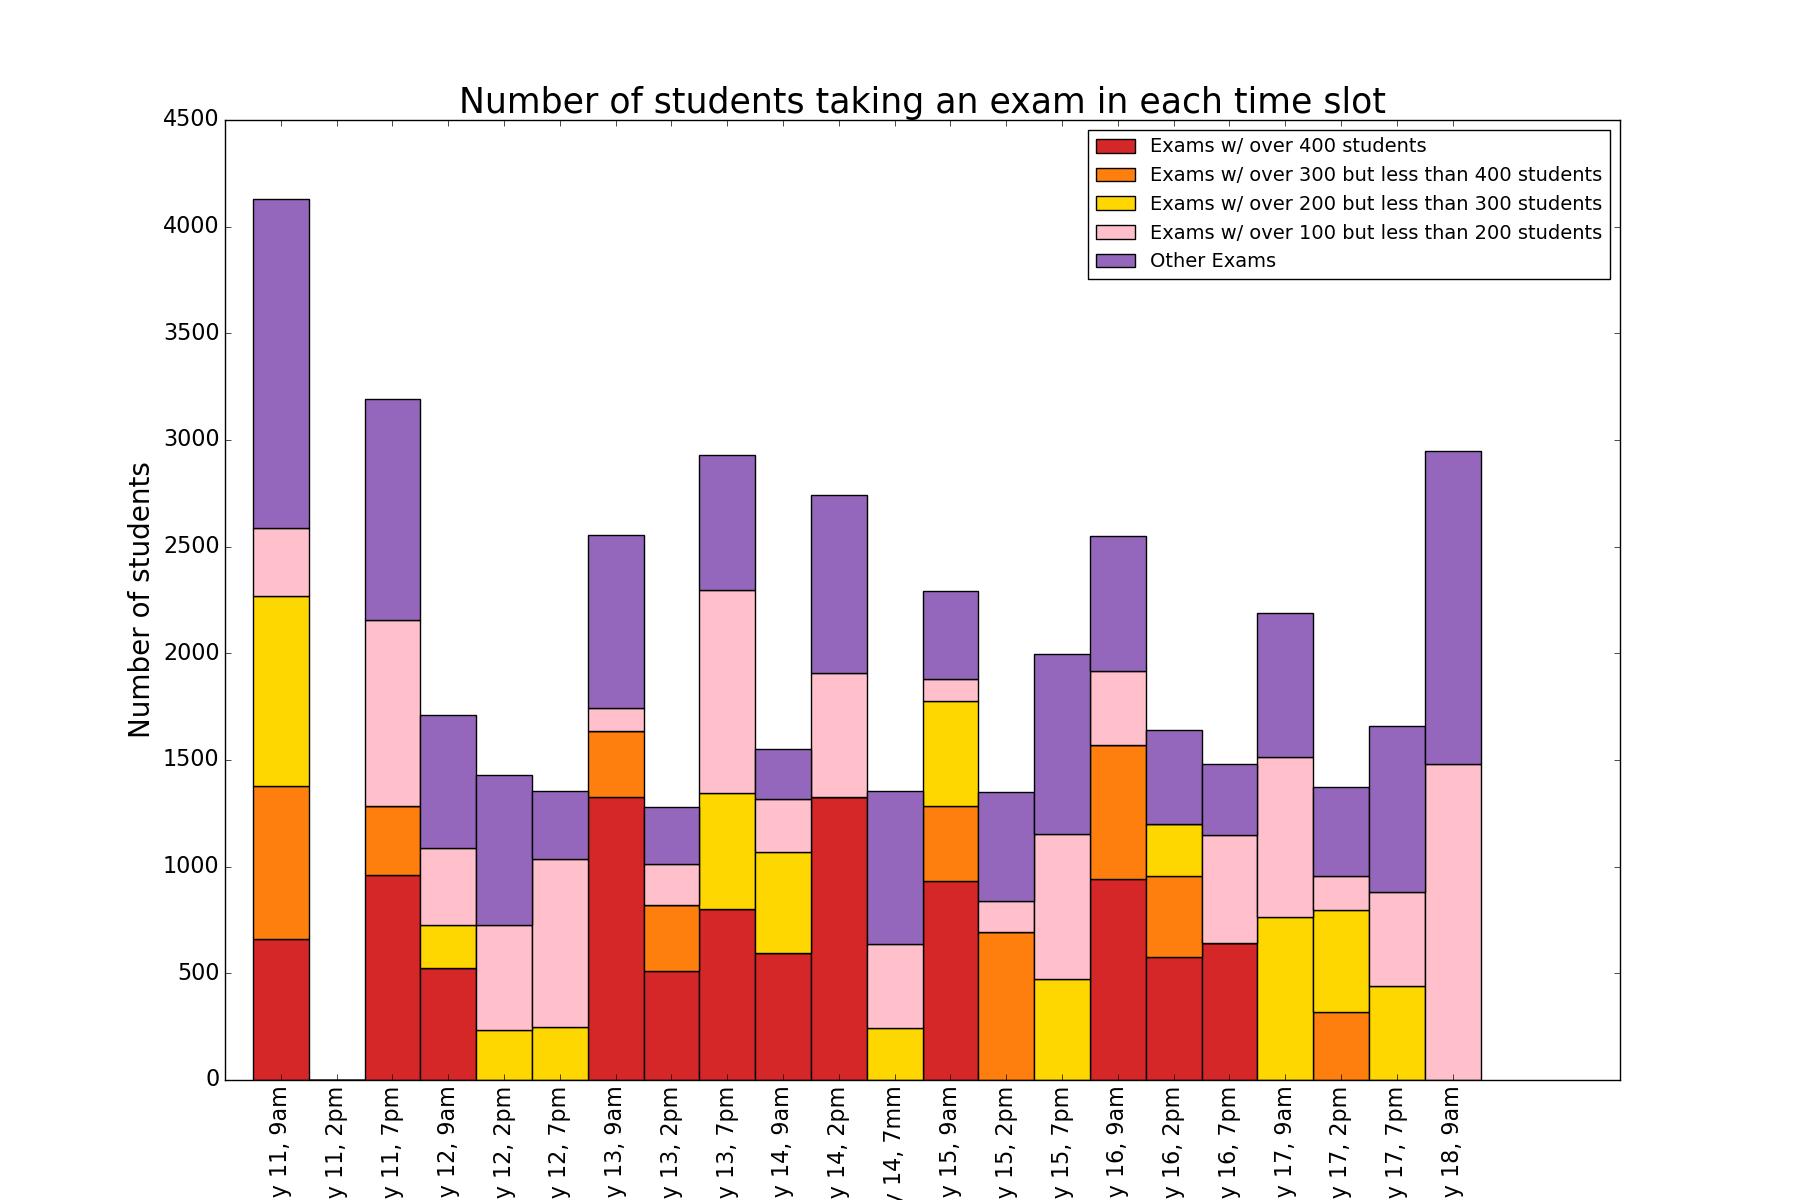 Number of students taking an exam in each time slot
Exams w/ over 400 students
Exams w/ over 300 but less than 400 students
Exams w/ over 200 but less than 300 students
Exams w/ over 100 but less than 200 students
Other Exams
Number of students
4500
4000
3500
3000
2500
2000
1500
1000
500
0
y 11, 9am
y 11, 2pm
y 11, 7pm
y 12, 9am
y 12, 2pm
y 12, 7pm
y 13, 9am
y 13, 2pm
y 13, 7pm
y 14, 9am
y 14, 2pm
y 14, 7mm
y 15, 9am
y 15, 2pm
y 15, 7pm
y 16, 9am
y 16, 2pm
y 16, 7pm
y 17, 9am
y 17, 2pm
y 17, 7pm
y 18, 9am